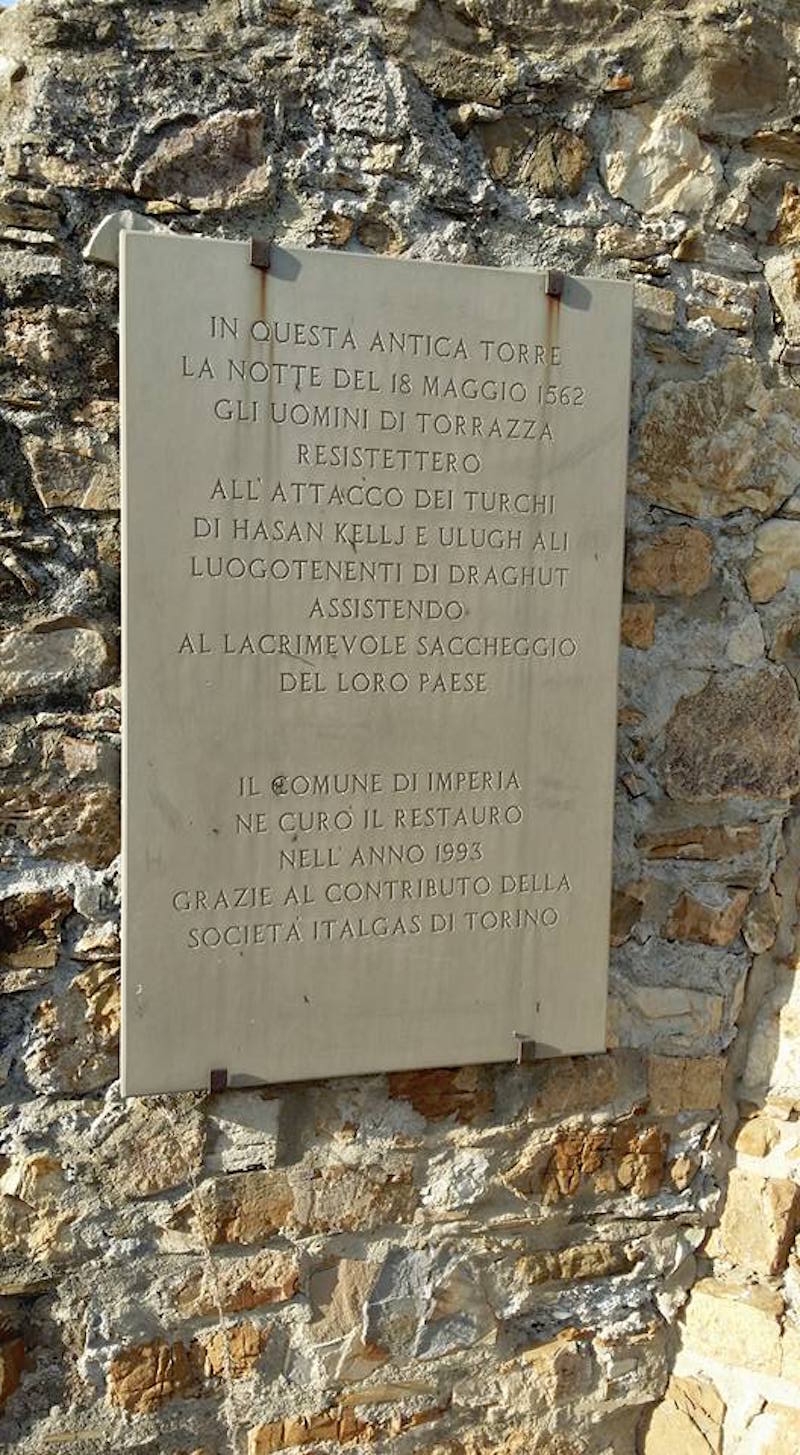 IN QUESTA ANTICA TORRE
LA NOTTE DEL 18 MAGGIO 1562
GLI UOMINI DI TORRAZZA
RESISTETTERO
ALL' ATTACCO DEI TURCHI
DI HASAN KELLJ E ULUGH ALI
LUOGOTENENTI DI DRAGHUT
ASSISTENDO
AL LACRIMEVOLE SACCHEGGIO
DEL LORO PAESE
IL COMUNE DI IMPERIA
NE CURO' IL RESTAURO
NELL' ANNO 1993
GRAZIE AL CONTRIBUTO DELLA
SOCIETA' ITALGAS DI TORINO